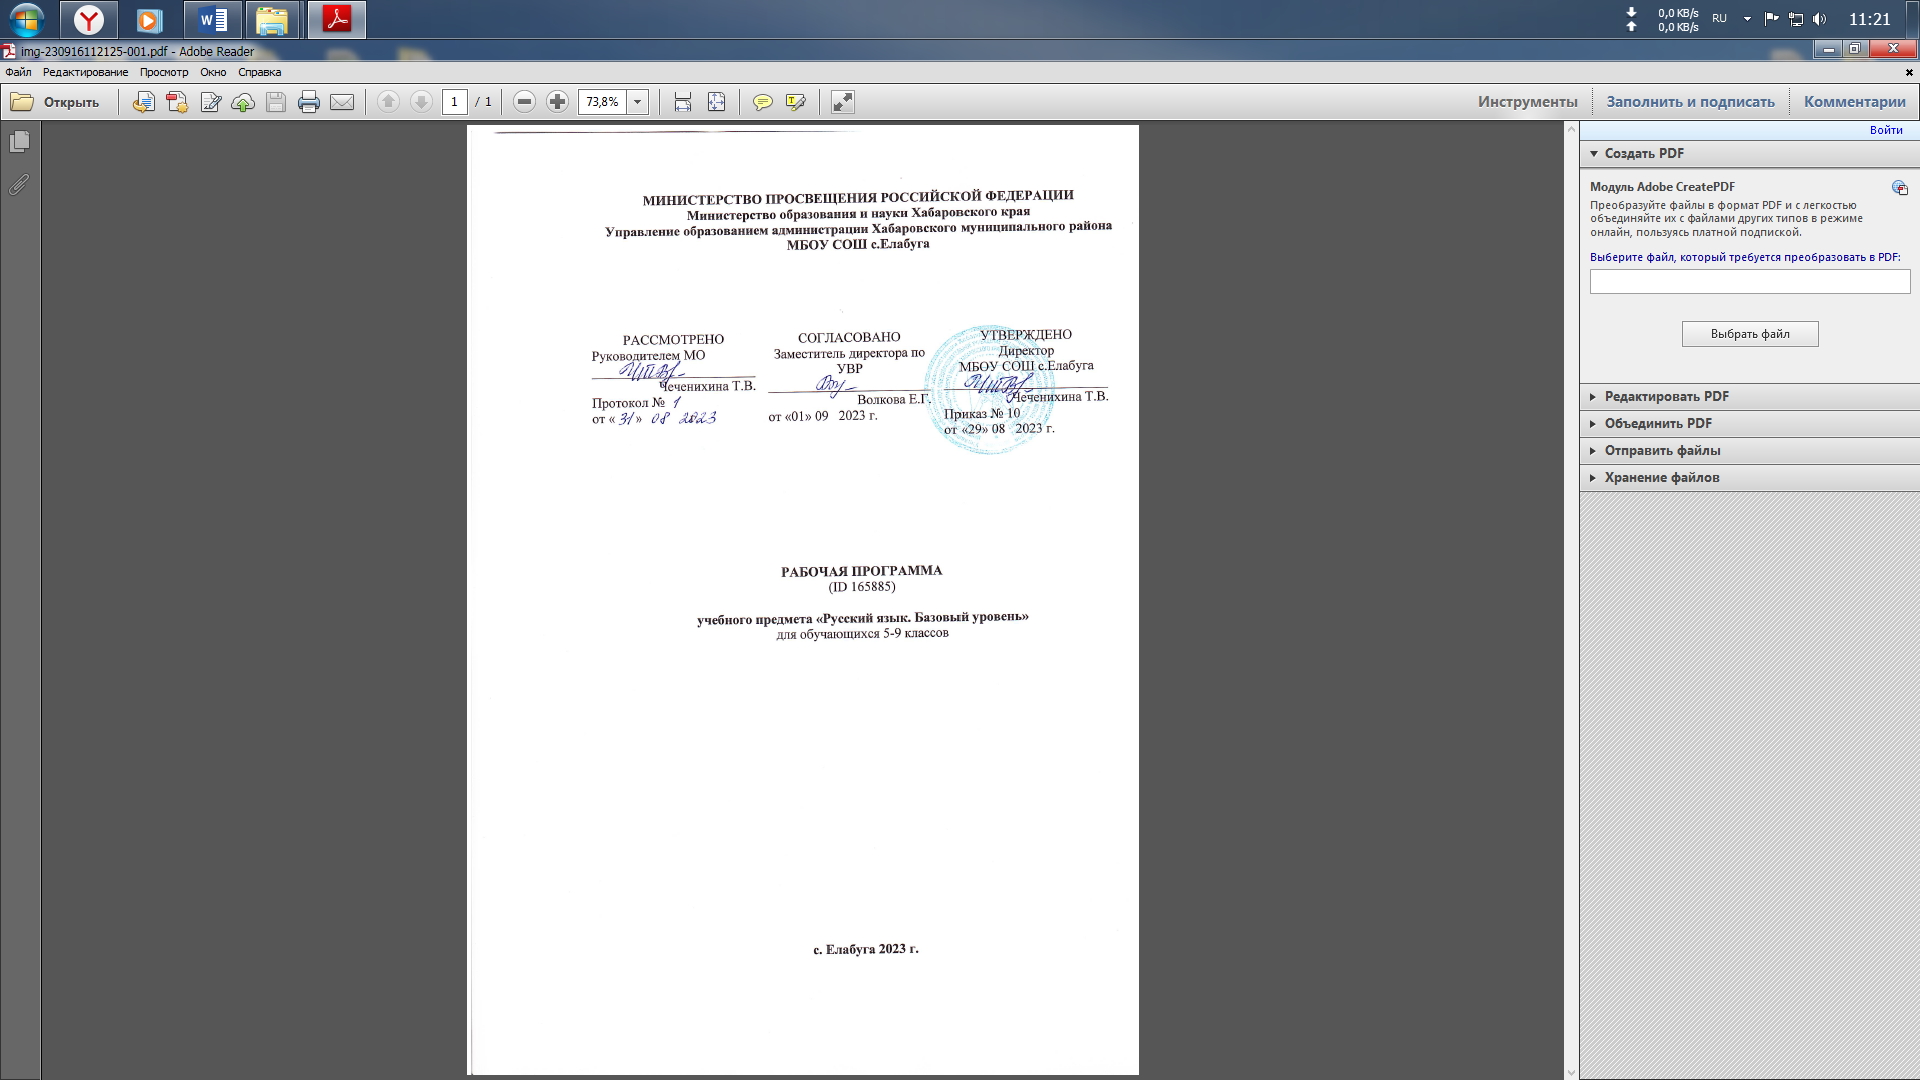 0,0 KB/s
0,0 KB/s
RU
11:21
img-230916112125-001.pdf - Adobe Reader
Файл Редактирование Просмотр Окно Справка
Открыть
1 / 1
73,8%
Инструменты Заполнить и подписать Комментарии
Войти
Создать PDF
Модуль Adobe CreatePDF
Преобразуйте файлы в формат PDF и с легкостью
объединяйте их с файлами других типов в режиме
онлайн, пользуясь платной подпиской.
Выберите файл, который требуется преобразовать в PDF:
Выбрать файл
Редактировать PDF
Объединить PDF
Отправить файлы
Хранение файлов
МИНИСТЕРСТВО ПРОСВЕЩЕНИЯ РОССИЙСКОЙ ФЕДЕРАЦИИ
Министерство образования и науки Хабаровского края
Управление образованием администрации Хабаровского муниципального района
МБОУ СОШ с.Елабуга
РАССМОТРЕНО
Руководителем МО
Чеченихина Т.В.
Протокол № 1
от « 31 » 08 2023
СОГЛАСОВАНО
Заместитель директора по
УВР
Волкова Е.Г.
от «01» 09 2023 г.
УТВЕРЖДЕНО
Директор
МБОУ СОШ с.Елабуга
Чеченихина Т.В.
Приказ № 10
от «29» 08 2023 г.
РАБОЧАЯ ПРОГРАММА
(ID 165885)
учебного предмета «Русский язык. Базовый уровень»
для обучающихся 5-9 классов
с. Елабуга 2023 г.